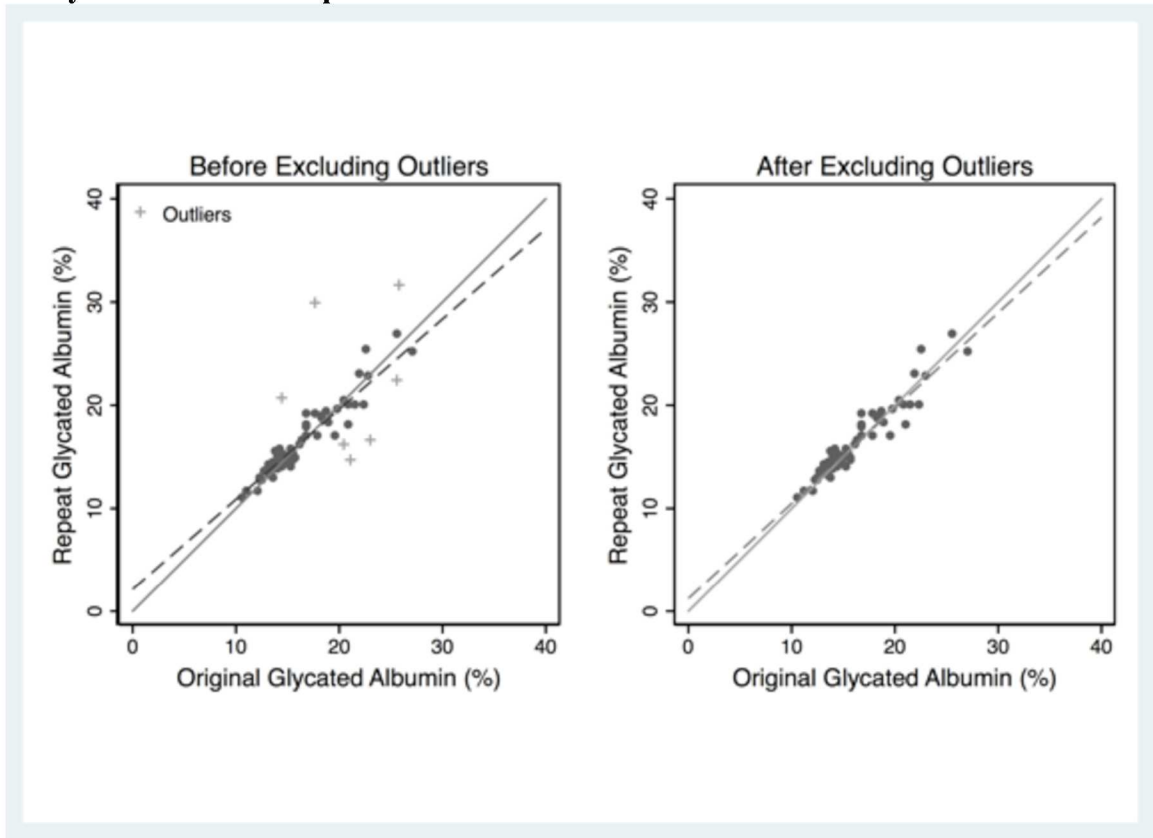 Before Excluding Outliers
Outliers
Repeat Glycated Albumin (%)
40
30
20
10
0
0 10 20 30 40
Original Glycated Albumin (%)
After Excluding Outliers
Repeat Glycated Albumin (%)
40
30
20
10
0
0 10 20 30 40
Original Glycated Albumin (%)